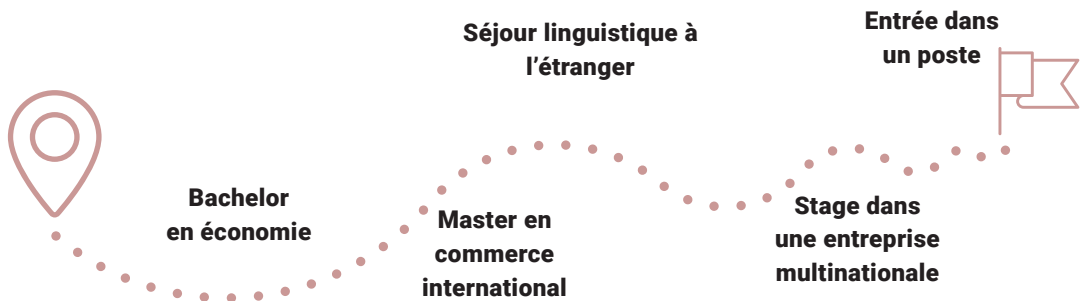 Bachelor
en économie
Master en
commerce
international
Séjour linguistique à
l’étranger
Stage dans
une entreprise
multinationale
Entrée dans
un poste